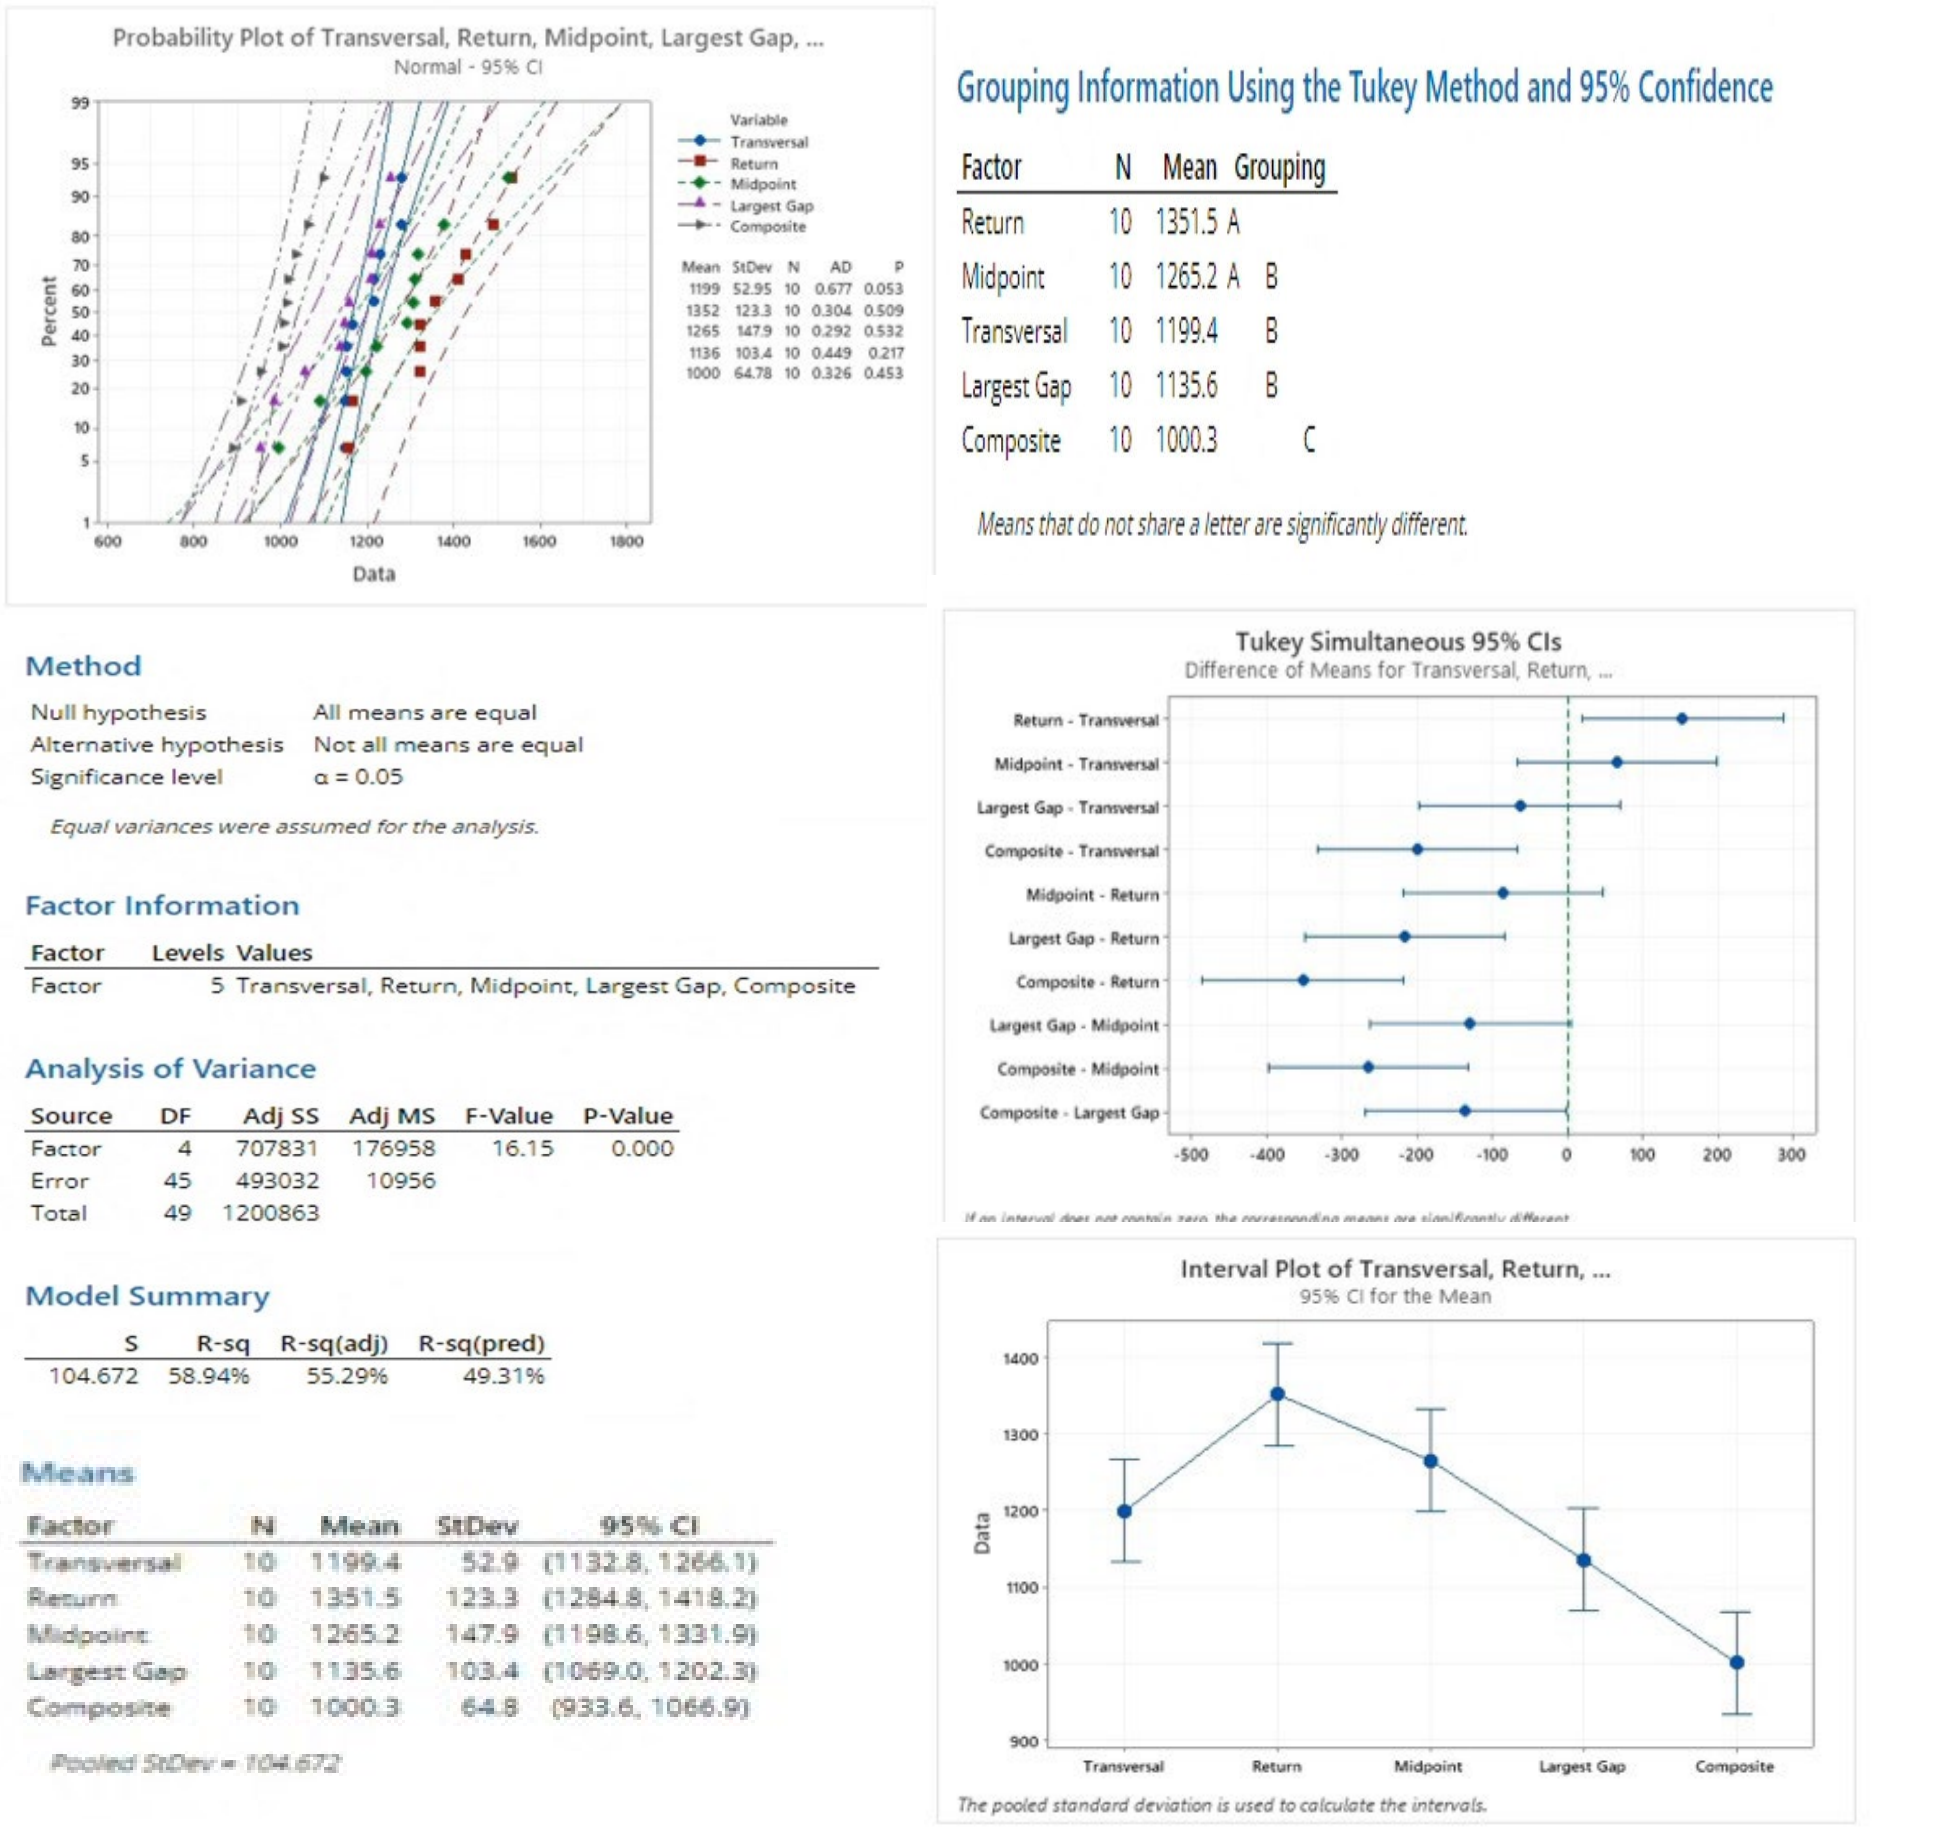 Probability Plot of Transversal, Return, Midpoint, Largest Gap, ...
Normal - 95% CI
99
95
90
80
70
60
50
40
30
20
10
5
1
Percent
600 800 1000 1200 1400 1600 1800
Data
Variable
Transversal
Return
Midpoint
Largest Gap
Composite
Mean StDev N AD P
1199 52.95 10 0.677 0.053
1352 123.3 10 0.304 0.509
1265 147.9 10 0.292 0.532
1136 103.4 10 0.449 0.217
1000 64.78 10 0.326 0.453
Grouping Information Using the Tukey Method and 95% Confidence
Factor N Mean Grouping
Return 10 1351.5 A
Midpoint 10 1265.2 A B
Transversal 10 1199.4 B
Largest Gap 10 1135.6 B
Composite 10 1000.3 C
Means that do not share a letter are significantly different.
Method
Null hypothesis All means are equal
Alternative hypothesis Not all means are equal
Significance level α = 0.05
Equal variances were assumed for the analysis.
Factor Information
Factor Levels Values
Factor 5 Transversal, Return, Midpoint, Largest Gap, Composite
Analysis of Variance
Source DF Adj SS Adj MS F-Value P-Value
Factor 4 707831 176958 16.15 0.000
Error 45 493032 10956
Total 49 1200863
Model Summary
S R-sq R-sq(adj) R-sq(pred)
104.672 58.94% 55.29% 49.31%
Means
Factor N Mean StDev 95% CI
Transversal 10 1199.4 52.9 (1132.8, 1266.1)
Return 10 1351.5 123.3 (1284.8, 1418.2)
Midpoint 10 1265.2 147.9 (1198.6, 1331.9)
Largest Gap 10 1135.6 103.4 (1069.0, 1202.3)
Composite 10 1000.3 64.8 (933.6, 1066.9)
Pooled StDev = 104.672
Tukey Simultaneous 95% CIs
Difference of Means for Transversal, Return, ...
Return - Transversal
Midpoint - Transversal
Largest Gap - Transversal
Composite - Transversal
Midpoint - Return
Largest Gap - Return
Composite - Return
Largest Gap - Midpoint
Composite - Midpoint
Composite - Largest Gap
-500 -400 -300 -200 -100 0 100 200 300
If an interval does not contain zero, the corresponding means are significantly different.
Interval Plot of Transversal, Return, ...
95% CI for the Mean
1400
1300
1200
1100
1000
900
Data
Transversal Return Midpoint Largest Gap Composite
The pooled standard deviation is used to calculate the intervals.